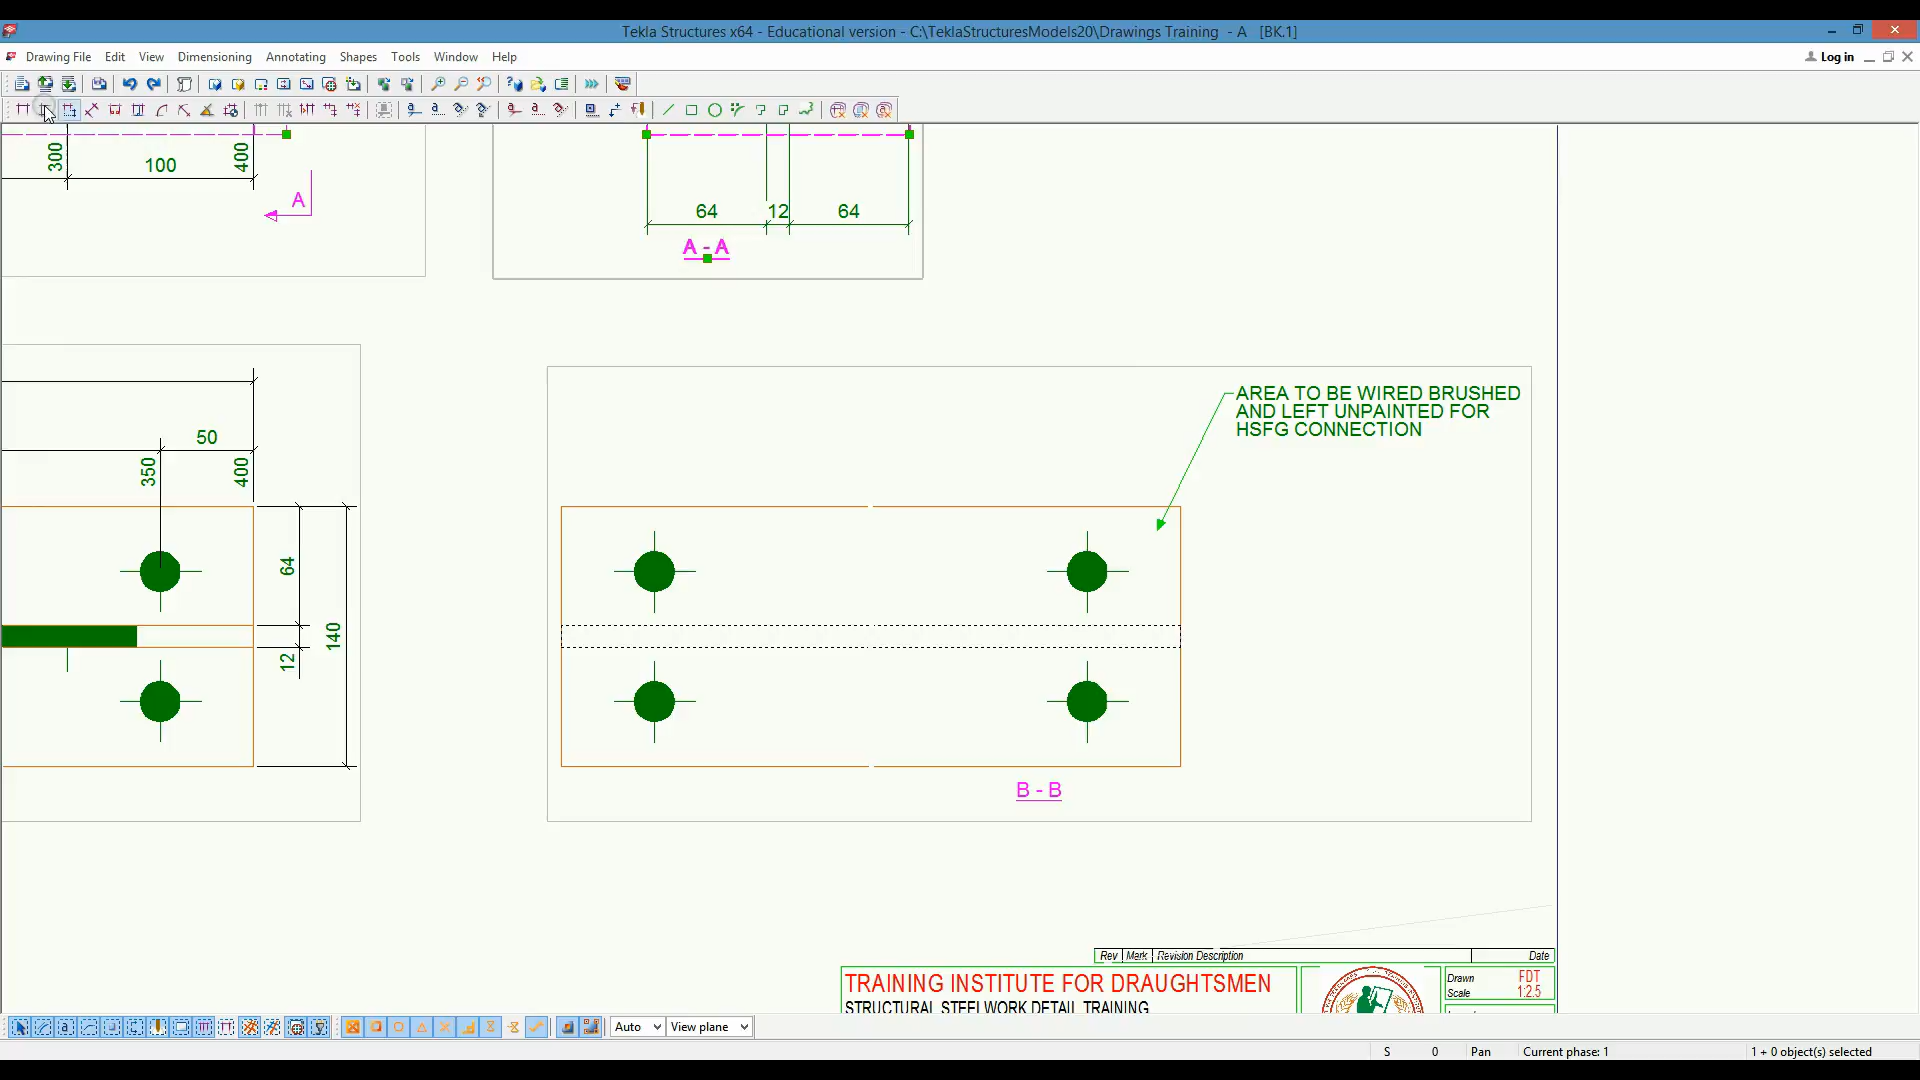 Tekla Structures x64 - Educational version - C:\TeklaStructuresModels20\Drawings Training - A [BK.1]
Drawing File Edit View Dimensioning Annotating Shapes Tools Window Help
Log in
300
100
400
A
64
12
64
A - A
50
350
400
64
140
12
AREA TO BE WIRED BRUSHED
AND LEFT UNPAINTED FOR
HSFG CONNECTION
B - B
Rev Mark Revision Description Date
TRAINING INSTITUTE FOR DRAUGHTSMEN
STRUCTURAL STEELWORK DETAIL TRAINING
Drawn FDT
Scale 1:2.5
Auto View plane
S 0 Pan Current phase: 1 1 + 0 object(s) selected